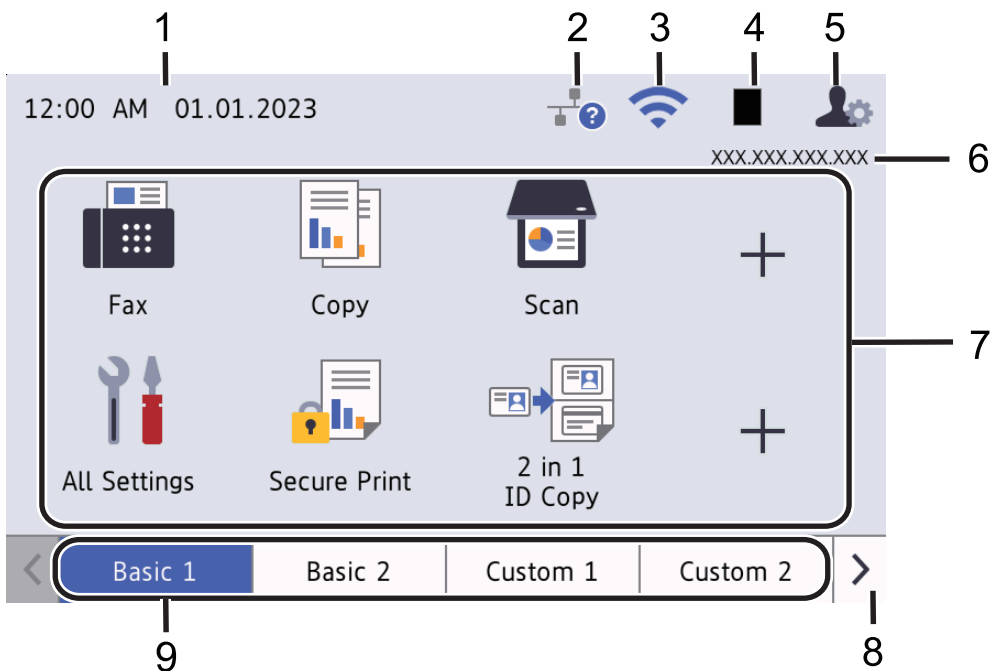 1 2 3 4 5
12:00 AM 01.01.2023
?
XXX.XXX.XXX.XXX 6
Fax Copy Scan
7
All Settings Secure Print 2 in 1
ID Copy
Basic 1 Basic 2 Custom 1 Custom 2
9 8